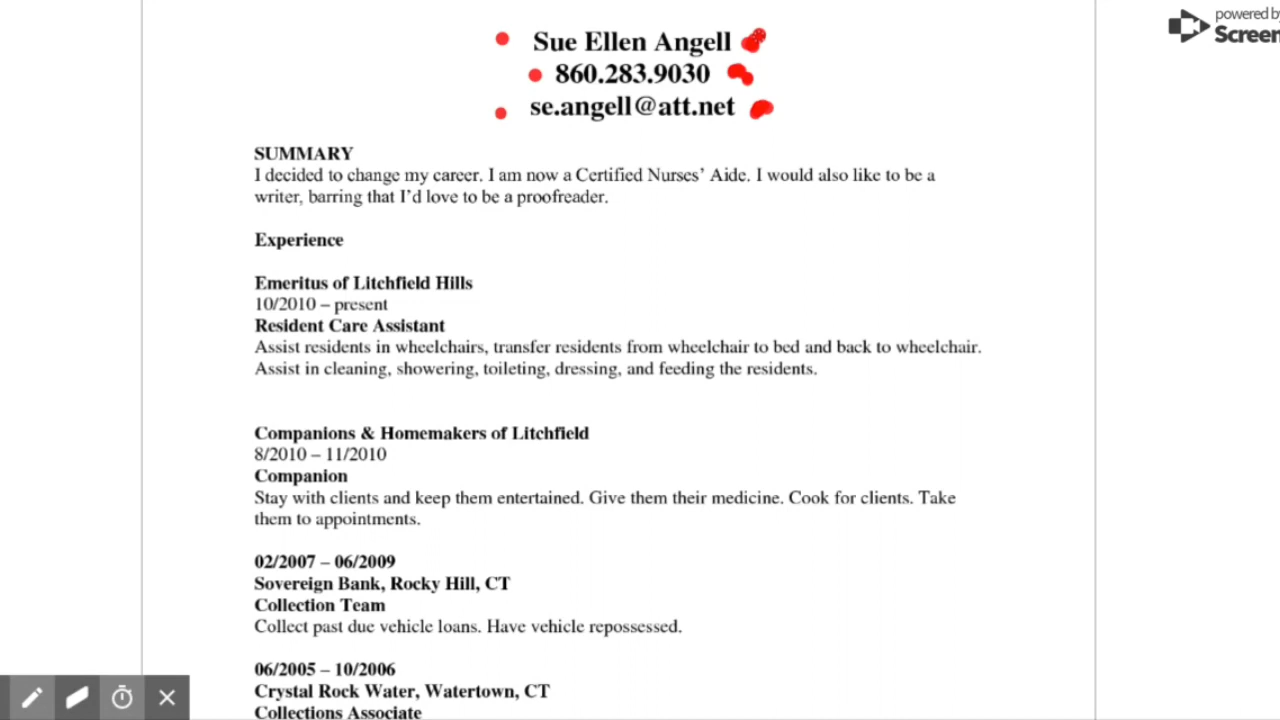 powered by
Screen
Sue Ellen Angell
860.283.9030
se.angell@att.net
SUMMARY
I decided to change my career. I am now a Certified Nurses’ Aide. I would also like to be a
writer, barring that I’d love to be a proofreader.
Experience
Emeritus of Litchfield Hills
10/2010 – present
Resident Care Assistant
Assist residents in wheelchairs, transfer residents from wheelchair to bed and back to wheelchair.
Assist in cleaning, showering, toileting, dressing, and feeding the residents.
Companions & Homemakers of Litchfield
8/2010 – 11/2010
Companion
Stay with clients and keep them entertained. Give them their medicine. Cook for clients. Take
them to appointments.
02/2007 – 06/2009
Sovereign Bank, Rocky Hill, CT
Collection Team
Collect past due vehicle loans. Have vehicle repossessed.
06/2005 – 10/2006
Crystal Rock Water, Watertown, CT
Collections Associate